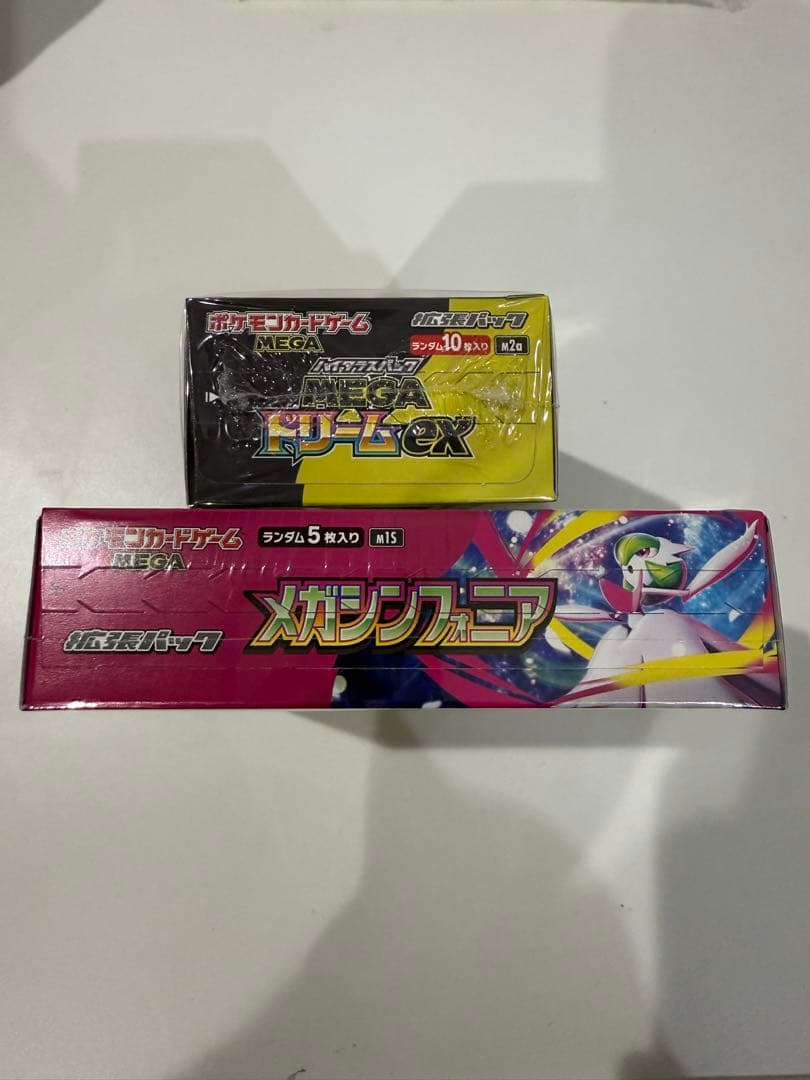 ポケモンカードゲーム
MEGA
拡張パック
ランダム10枚入り
M2a
ハイクラスパック
MEGA
ドリームex
ポケモンカードゲーム
MEGA
ランダム5枚入り
M1S
拡張パック
メガシンフォニア